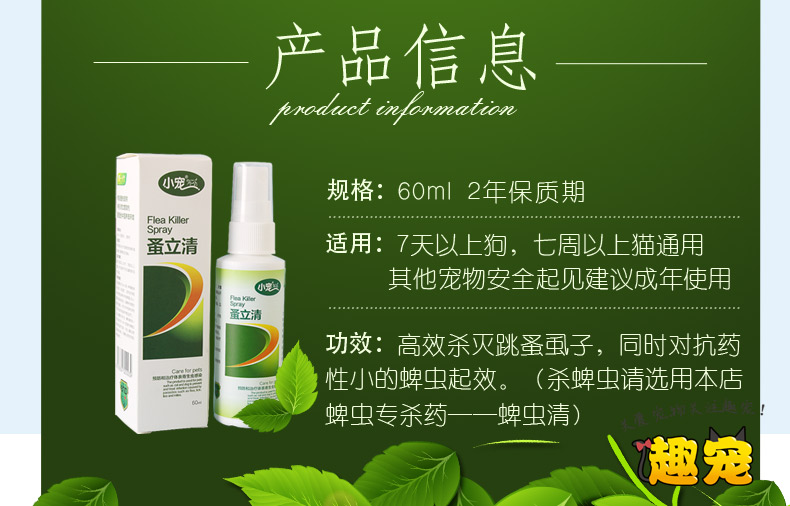 产品信息
product information
规格：60ml 2年保质期
适用：7天以上狗，七周以上猫通用
其他宠物安全起见建议成年使用
功效：高效杀灭跳蚤虱子，同时对抗药
性小的蜱虫起效。（杀蜱虫请选用本店
蜱虫专杀药——蜱虫清）
小宠
Flea Killer
Spray
蚤立清
Care for pets
60ml
小宠
Flea Killer
Spray
蚤立清
趣宠